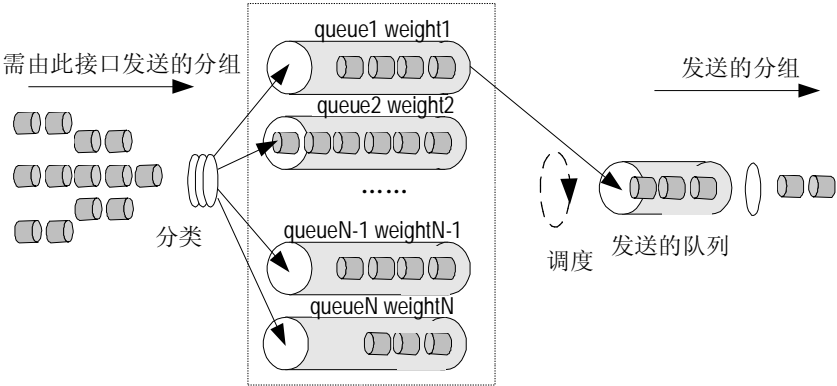 queue1 weight1
需由此接口发送的分组
发送的分组
queue2 weight2
……
分类
queueN-1 weightN-1
发送的队列
调度
queueN weightN